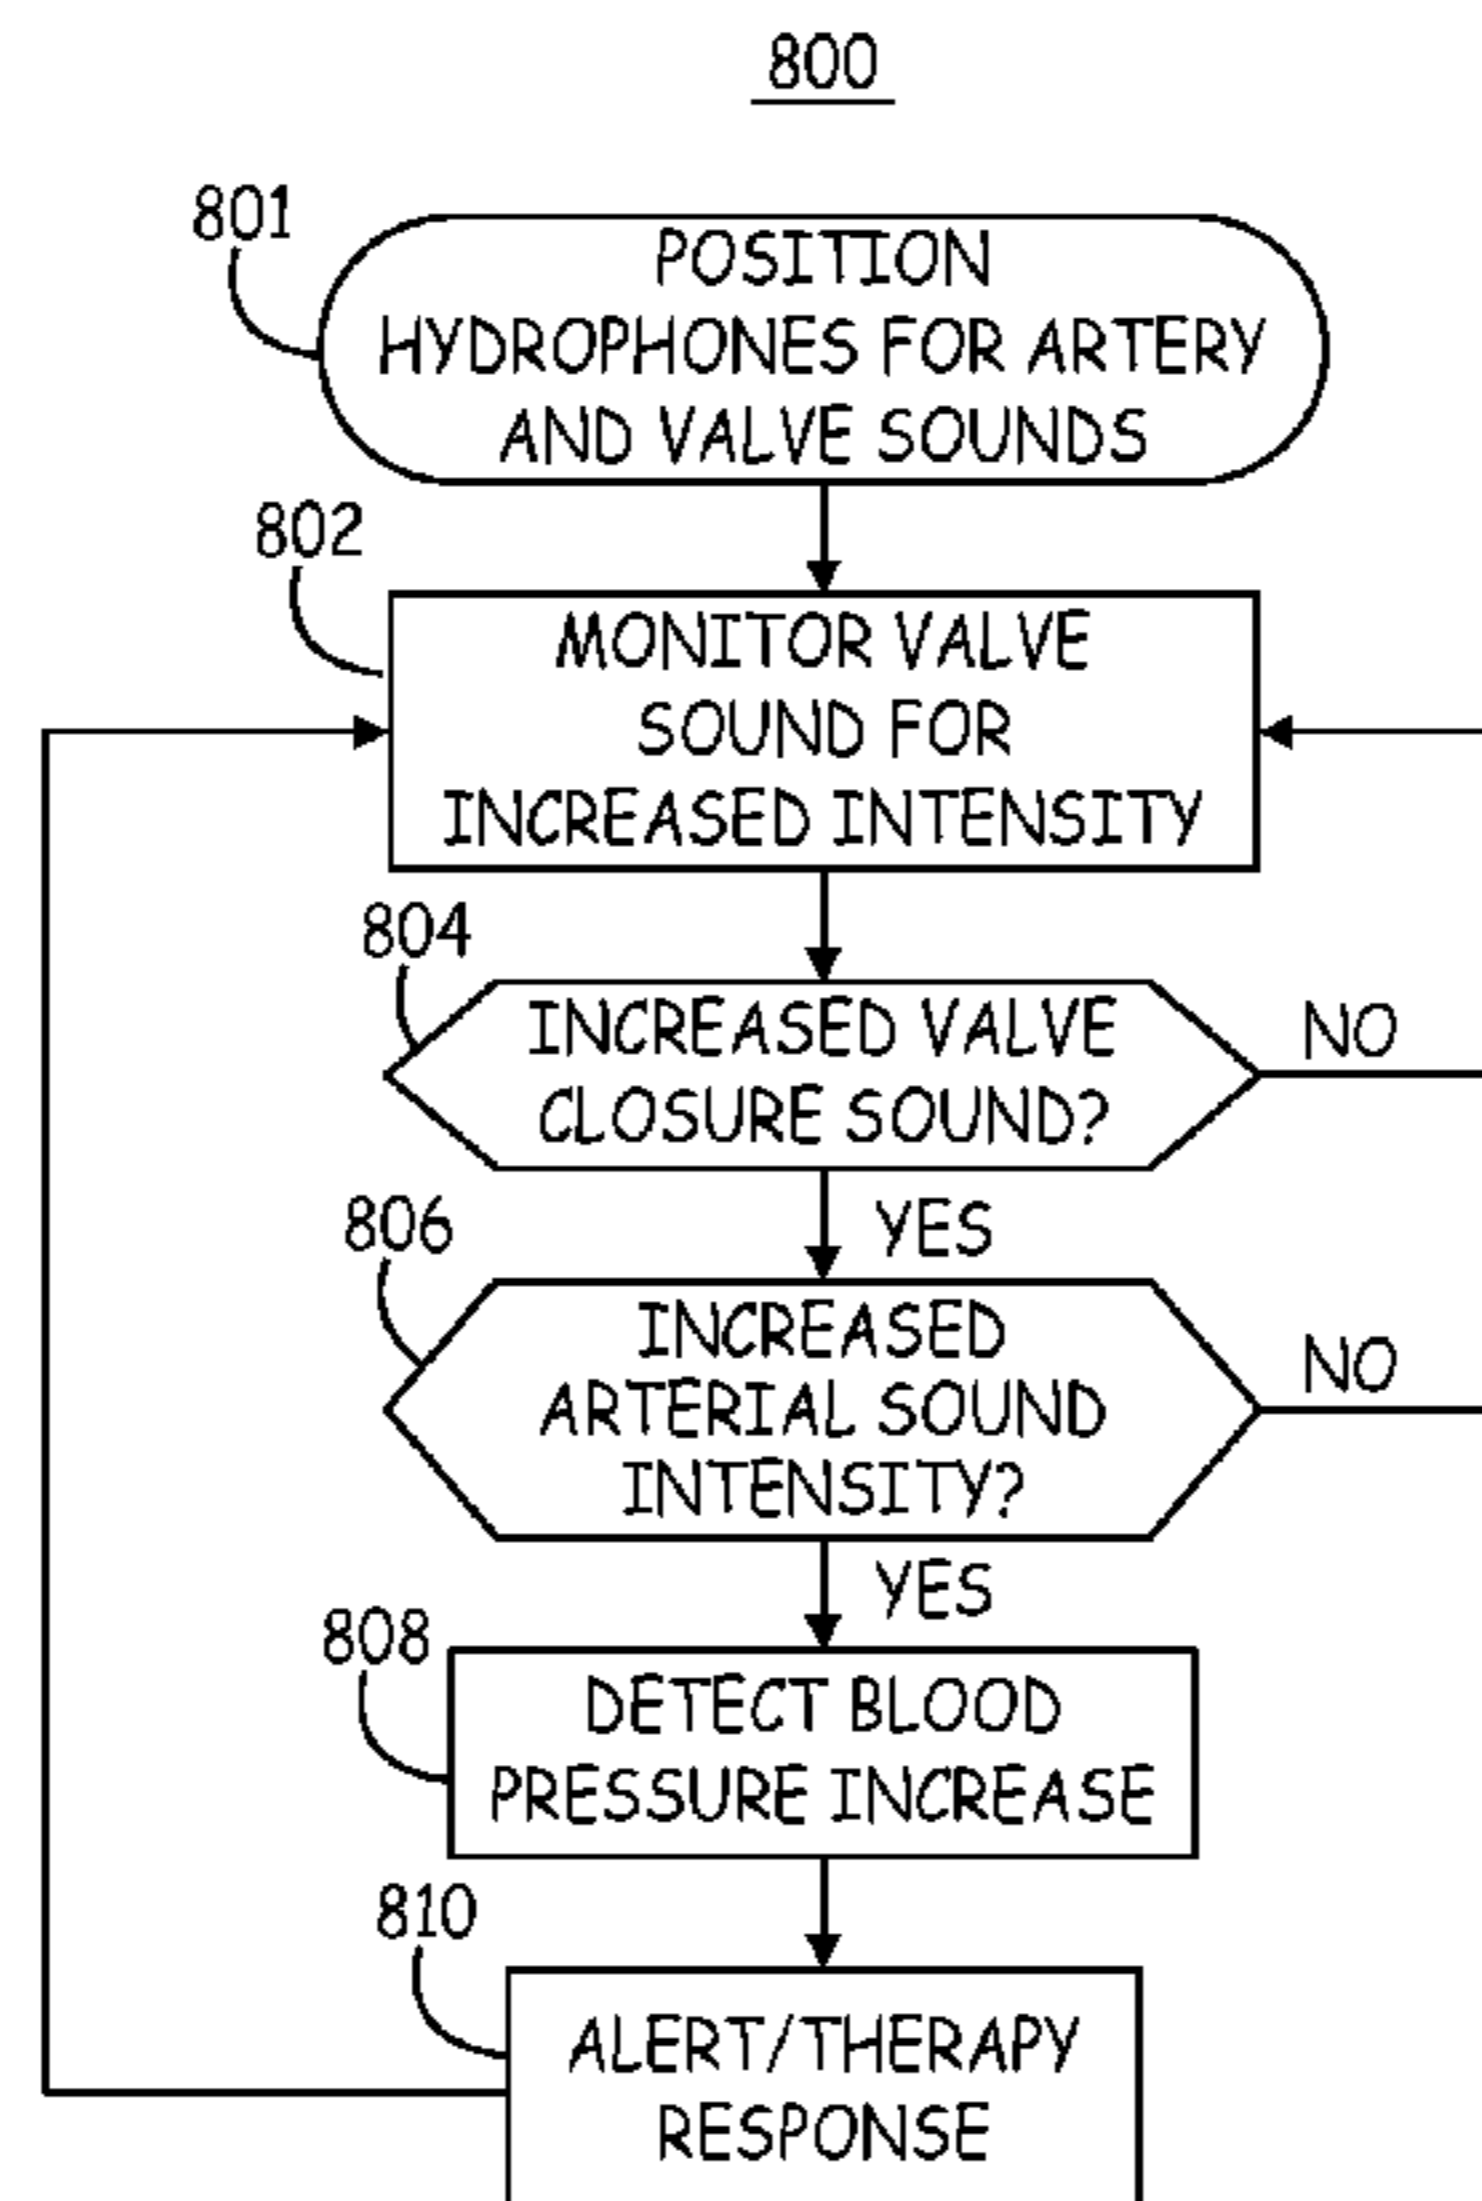 800
801
POSITION
HYDROPHONES FOR ARTERY
AND VALVE SOUNDS
802
MONITOR VALVE
SOUND FOR
INCREASED INTENSITY
804
INCREASED VALVE
CLOSURE SOUND?
NO
YES
806
INCREASED
ARTERIAL SOUND
INTENSITY?
NO
YES
808
DETECT BLOOD
PRESSURE INCREASE
810
ALERT/THERAPY
RESPONSE